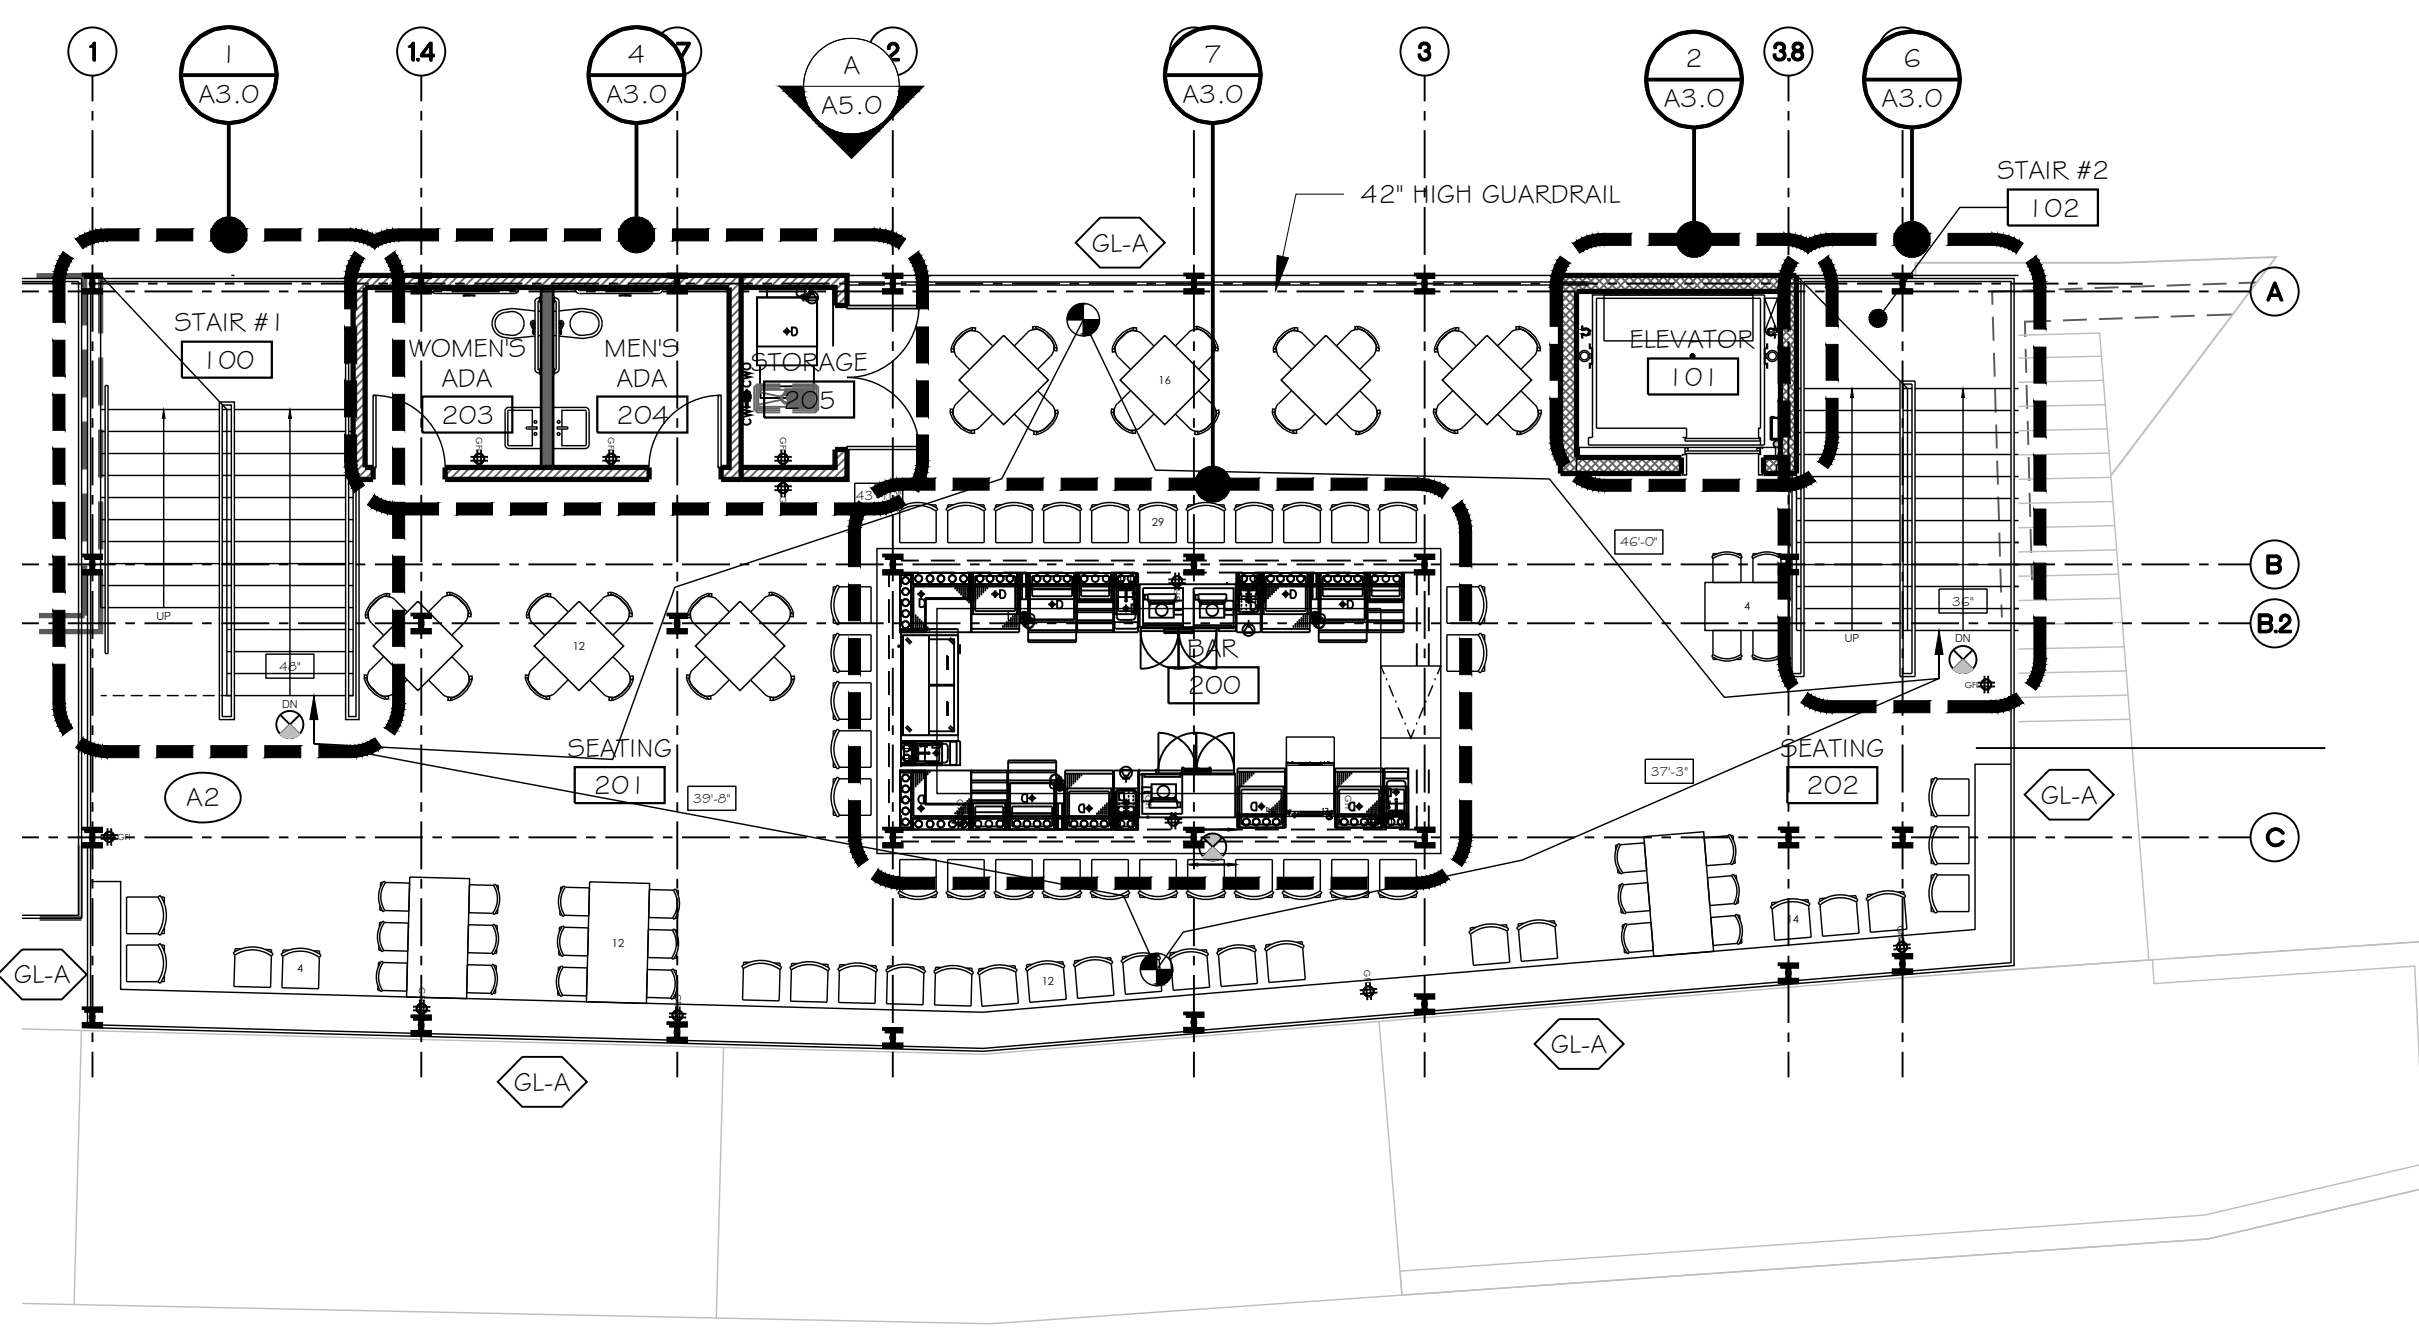 1
1
A3.0
1.4
4
A3.0
7
A
A5.0
2
7
A3.0
3
2
A3.0
3.8
6
A3.0
STAIR #2
102
42" HIGH GUARDRAIL
GL-A
A
STAIR #1
100
WOMEN'S
ADA
203
MEN'S
ADA
204
STORAGE
205
16
ELEVATOR
101
GFI
GFI
29
46'-0"
B
UP
48"
DN
12
BAR
200
4
36"
UP
DN
B.2
SEATING
201
39'-8"
A2
37'-3"
SEATING
202
GL-A
C
GFI
4
12
12
14
GL-A
GL-A
GL-A